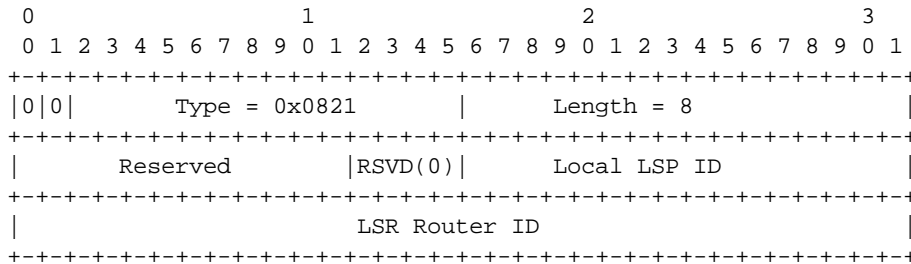 0                   1                   2                   3
 0 1 2 3 4 5 6 7 8 9 0 1 2 3 4 5 6 7 8 9 0 1 2 3 4 5 6 7 8 9 0 1
+-+-+-+-+-+-+-+-+-+-+-+-+-+-+-+-+-+-+-+-+-+-+-+-+-+-+-+-+-+-+-+-+
|0|0|       Type = 0x0821       |      Length = 8               |
+-+-+-+-+-+-+-+-+-+-+-+-+-+-+-+-+-+-+-+-+-+-+-+-+-+-+-+-+-+-+-+-+
|       Reserved        |RSVD(0)|      Local LSP ID             |
+-+-+-+-+-+-+-+-+-+-+-+-+-+-+-+-+-+-+-+-+-+-+-+-+-+-+-+-+-+-+-+-+
|                        LSR Router ID                          |
+-+-+-+-+-+-+-+-+-+-+-+-+-+-+-+-+-+-+-+-+-+-+-+-+-+-+-+-+-+-+-+-+